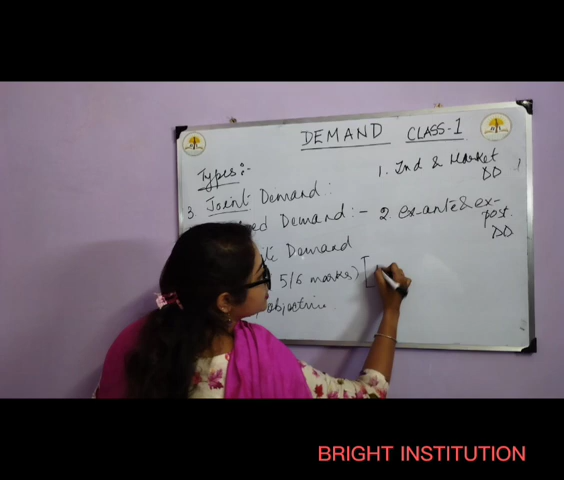 DEMAND CLASS-1
Types:-
1. Ind & Market
DD
3. Joint Demand:
ed Demand:-
2. ex-ante & ex-
post.
DD
Demand
5/6 marks) [
objective
BRIGHT INSTITUTION